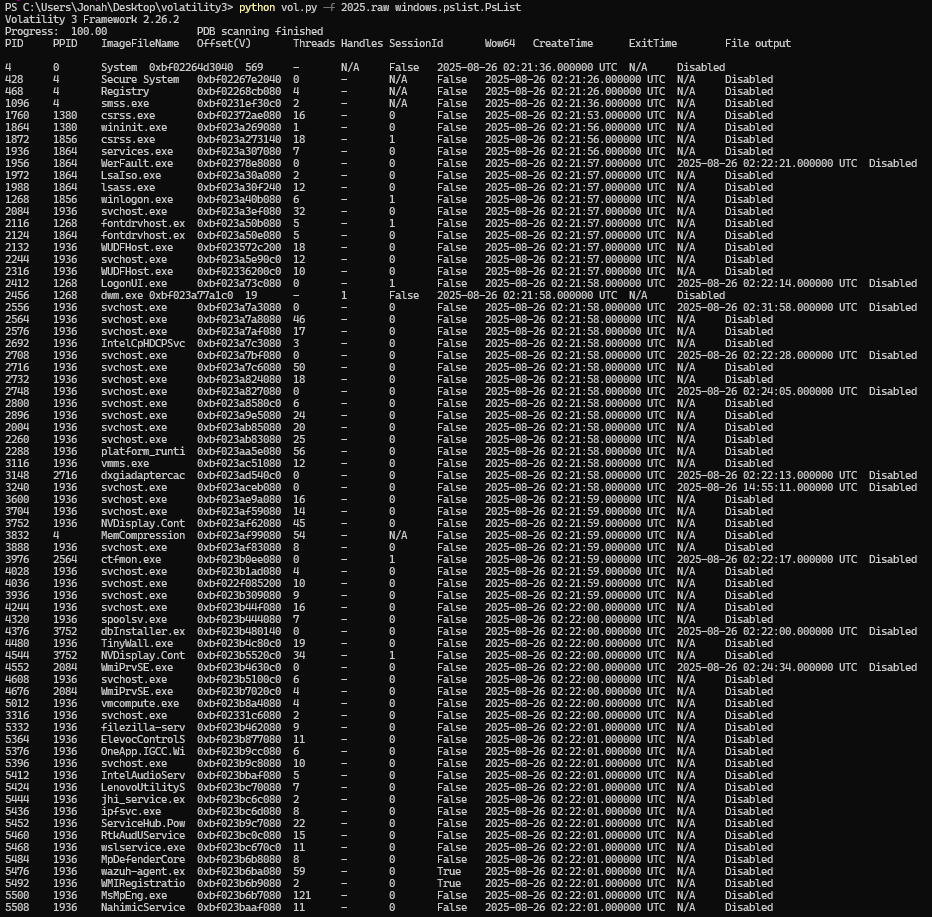 PS C:\Users\Jonah\Desktop\volatility3> python vol.py -f 2025.raw windows.pslist.PsList
Volatility 3 Framework 2.26.2
Progress:  100.00               PDB scanning finished
PID     PPID    ImageFileName   Offset(V)       Threads Handles SessionId       Wow64   CreateTime      ExitTime        File output
4       0       System  0xbf02264d3040  569     -       N/A     False   2025-08-26 02:21:36.000000 UTC  N/A     Disabled
428     4       Secure System   0xbf02267e2040  0       -       N/A     False   2025-08-26 02:21:26.000000 UTC  N/A     Disabled
468     4       Registry        0xbf02268cb080  4       -       N/A     False   2025-08-26 02:21:26.000000 UTC  N/A     Disabled
1096    4       smss.exe        0xbf0231ef30c0  2       -       N/A     False   2025-08-26 02:21:36.000000 UTC  N/A     Disabled
1760    1380    csrss.exe       0xbf02372ae080  16      -       0       False   2025-08-26 02:21:53.000000 UTC  N/A     Disabled
1864    1380    wininit.exe     0xbf023a269080  1       -       0       False   2025-08-26 02:21:56.000000 UTC  N/A     Disabled
1872    1856    csrss.exe       0xbf023a273140  18      -       1       False   2025-08-26 02:21:56.000000 UTC  N/A     Disabled
1936    1864    services.exe    0xbf023a307080  7       -       0       False   2025-08-26 02:21:56.000000 UTC  N/A     Disabled
1956    1864    WerFault.exe    0xbf02378e8080  0       -       0       False   2025-08-26 02:21:57.000000 UTC  2025-08-26 02:22:21.000000 UTC  Disabled
1972    1864    LsaIso.exe      0xbf023a30a080  2       -       0       False   2025-08-26 02:21:57.000000 UTC  N/A     Disabled
1988    1864    lsass.exe       0xbf023a30f240  12      -       0       False   2025-08-26 02:21:57.000000 UTC  N/A     Disabled
1268    1856    winlogon.exe    0xbf023a40b080  6       -       1       False   2025-08-26 02:21:57.000000 UTC  N/A     Disabled
2084    1936    svchost.exe     0xbf023a3ef080  32      -       0       False   2025-08-26 02:21:57.000000 UTC  N/A     Disabled
2116    1268    fontdrvhost.ex  0xbf023a50b080  5       -       1       False   2025-08-26 02:21:57.000000 UTC  N/A     Disabled
2124    1864    fontdrvhost.ex  0xbf023a50e080  5       -       0       False   2025-08-26 02:21:57.000000 UTC  N/A     Disabled
2132    1936    WUDFHost.exe    0xbf023572c200  18      -       0       False   2025-08-26 02:21:57.000000 UTC  N/A     Disabled
2244    1936    svchost.exe     0xbf023a5e90c0  12      -       0       False   2025-08-26 02:21:57.000000 UTC  N/A     Disabled
2316    1936    WUDFHost.exe    0xbf02336200c0  10      -       0       False   2025-08-26 02:21:57.000000 UTC  N/A     Disabled
2412    1268    LogonUI.exe     0xbf023a73c080  0       -       1       False   2025-08-26 02:21:58.000000 UTC  2025-08-26 02:22:14.000000 UTC  Disabled
2456    1268    dwm.exe 0xbf023a77a1c0  19      -       1       False   2025-08-26 02:21:58.000000 UTC  N/A     Disabled
2556    1936    svchost.exe     0xbf023a7a3080  0       -       0       False   2025-08-26 02:21:58.000000 UTC  2025-08-26 02:31:58.000000 UTC  Disabled
2564    1936    svchost.exe     0xbf023a7a8080  46      -       0       False   2025-08-26 02:21:58.000000 UTC  N/A     Disabled
2576    1936    svchost.exe     0xbf023a7af080  17      -       0       False   2025-08-26 02:21:58.000000 UTC  N/A     Disabled
2692    1936    IntelCpHDCPSvc  0xbf023a7c3080  3       -       0       False   2025-08-26 02:21:58.000000 UTC  N/A     Disabled
2708    1936    svchost.exe     0xbf023a7bf080  0       -       0       False   2025-08-26 02:21:58.000000 UTC  2025-08-26 02:22:28.000000 UTC  Disabled
2716    1936    svchost.exe     0xbf023a7c6080  50      -       0       False   2025-08-26 02:21:58.000000 UTC  N/A     Disabled
2732    1936    svchost.exe     0xbf023a824080  18      -       0       False   2025-08-26 02:21:58.000000 UTC  N/A     Disabled
2748    1936    svchost.exe     0xbf023a827080  0       -       0       False   2025-08-26 02:21:58.000000 UTC  2025-08-26 02:24:05.000000 UTC  Disabled
2800    1936    svchost.exe     0xbf023a8580c0  6       -       0       False   2025-08-26 02:21:58.000000 UTC  N/A     Disabled
2896    1936    svchost.exe     0xbf023a9e5080  24      -       0       False   2025-08-26 02:21:58.000000 UTC  N/A     Disabled
2004    1936    svchost.exe     0xbf023ab85080  20      -       0       False   2025-08-26 02:21:58.000000 UTC  N/A     Disabled
2260    1936    svchost.exe     0xbf023ab83080  25      -       0       False   2025-08-26 02:21:58.000000 UTC  N/A     Disabled
2288    1936    platform_runti  0xbf023aa5e080  56      -       0       False   2025-08-26 02:21:58.000000 UTC  N/A     Disabled
3116    1936    vmms.exe        0xbf023ac51080  12      -       0       False   2025-08-26 02:21:58.000000 UTC  N/A     Disabled
3148    2716    dxgiadaptercac  0xbf023ad540c0  0       -       0       False   2025-08-26 02:21:58.000000 UTC  2025-08-26 02:22:13.000000 UTC  Disabled
3240    1936    svchost.exe     0xbf023aceb080  0       -       0       False   2025-08-26 02:21:58.000000 UTC  2025-08-26 14:55:11.000000 UTC  Disabled
3600    1936    svchost.exe     0xbf023ae9a080  16      -       0       False   2025-08-26 02:21:59.000000 UTC  N/A     Disabled
3704    1936    svchost.exe     0xbf023af59080  14      -       0       False   2025-08-26 02:21:59.000000 UTC  N/A     Disabled
3752    1936    NVDisplay.Cont  0xbf023af62080  45      -       0       False   2025-08-26 02:21:59.000000 UTC  N/A     Disabled
3832    4       MemCompression  0xbf023af99080  54      -       N/A     False   2025-08-26 02:21:59.000000 UTC  N/A     Disabled
3888    1936    svchost.exe     0xbf023af83080  8       -       0       False   2025-08-26 02:21:59.000000 UTC  N/A     Disabled
3976    2564    ctfmon.exe      0xbf023b0ee080  0       -       1       False   2025-08-26 02:21:59.000000 UTC  2025-08-26 02:22:17.000000 UTC  Disabled
4028    1936    svchost.exe     0xbf023b1ad080  4       -       0       False   2025-08-26 02:21:59.000000 UTC  N/A     Disabled
4036    1936    svchost.exe     0xbf022f085200  10      -       0       False   2025-08-26 02:21:59.000000 UTC  N/A     Disabled
3936    1936    svchost.exe     0xbf023b309080  9       -       0       False   2025-08-26 02:21:59.000000 UTC  N/A     Disabled
4244    1936    svchost.exe     0xbf023b44f080  16      -       0       False   2025-08-26 02:22:00.000000 UTC  N/A     Disabled
4320    1936    spoolsv.exe     0xbf023b444080  7       -       0       False   2025-08-26 02:22:00.000000 UTC  N/A     Disabled
4376    3752    dbInstaller.ex  0xbf023b480140  0       -       0       False   2025-08-26 02:22:00.000000 UTC  2025-08-26 02:22:00.000000 UTC  Disabled
4480    1936    TinyWall.exe    0xbf023b4c80c0  19      -       0       False   2025-08-26 02:22:00.000000 UTC  N/A     Disabled
4544    3752    NVDisplay.Cont  0xbf023b5520c0  34      -       1       False   2025-08-26 02:22:00.000000 UTC  N/A     Disabled
4552    2084    WmiPrvSE.exe    0xbf023b4630c0  0       -       0       False   2025-08-26 02:22:00.000000 UTC  2025-08-26 02:24:34.000000 UTC  Disabled
4608    1936    svchost.exe     0xbf023b5100c0  6       -       0       False   2025-08-26 02:22:00.000000 UTC  N/A     Disabled
4676    2084    WmiPrvSE.exe    0xbf023b7020c0  4       -       0       False   2025-08-26 02:22:00.000000 UTC  N/A     Disabled
5012    1936    vmcompute.exe   0xbf023b8a4080  4       -       0       False   2025-08-26 02:22:00.000000 UTC  N/A     Disabled
3316    1936    svchost.exe     0xbf02331c6080  2       -       0       False   2025-08-26 02:22:00.000000 UTC  N/A     Disabled
5332    1936    filezilla-serv  0xbf023b462080  9       -       0       False   2025-08-26 02:22:01.000000 UTC  N/A     Disabled
5364    1936    ElevocControlS  0xbf023b877080  11      -       0       False   2025-08-26 02:22:01.000000 UTC  N/A     Disabled
5376    1936    OneApp.IGCC.Wi  0xbf023b9cc080  6       -       0       False   2025-08-26 02:22:01.000000 UTC  N/A     Disabled
5396    1936    svchost.exe     0xbf023b9c8080  10      -       0       False   2025-08-26 02:22:01.000000 UTC  N/A     Disabled
5412    1936    IntelAudioServ  0xbf023bbaf080  5       -       0       False   2025-08-26 02:22:01.000000 UTC  N/A     Disabled
5424    1936    LenovoUtilityS  0xbf023bc70080  7       -       0       False   2025-08-26 02:22:01.000000 UTC  N/A     Disabled
5444    1936    jhi_service.ex  0xbf023bc6c080  2       -       0       False   2025-08-26 02:22:01.000000 UTC  N/A     Disabled
5436    1936    ipfsvc.exe      0xbf023bc6d080  8       -       0       False   2025-08-26 02:22:01.000000 UTC  N/A     Disabled
5452    1936    ServiceHub.Pow  0xbf023b9c7080  22      -       0       False   2025-08-26 02:22:01.000000 UTC  N/A     Disabled
5460    1936    RtkAudUService  0xbf023bc0c080  15      -       0       False   2025-08-26 02:22:01.000000 UTC  N/A     Disabled
5468    1936    wslservice.exe  0xbf023bc670c0  11      -       0       False   2025-08-26 02:22:01.000000 UTC  N/A     Disabled
5484    1936    MpDefenderCore  0xbf023b6b8080  8       -       0       False   2025-08-26 02:22:01.000000 UTC  N/A     Disabled
5476    1936    wazuh-agent.ex  0xbf023b6ba080  59      -       0       True    2025-08-26 02:22:01.000000 UTC  N/A     Disabled
5492    1936    WMIRegistratio  0xbf023b6b9080  2       -       0       True    2025-08-26 02:22:01.000000 UTC  N/A     Disabled
5500    1936    MsMpEng.exe     0xbf023b6b7080  121     -       0       False   2025-08-26 02:22:01.000000 UTC  N/A     Disabled
5508    1936    NahimicService  0xbf023baaf080  11      -       0       False   2025-08-26 02:22:01.000000 UTC  N/A     Disabled